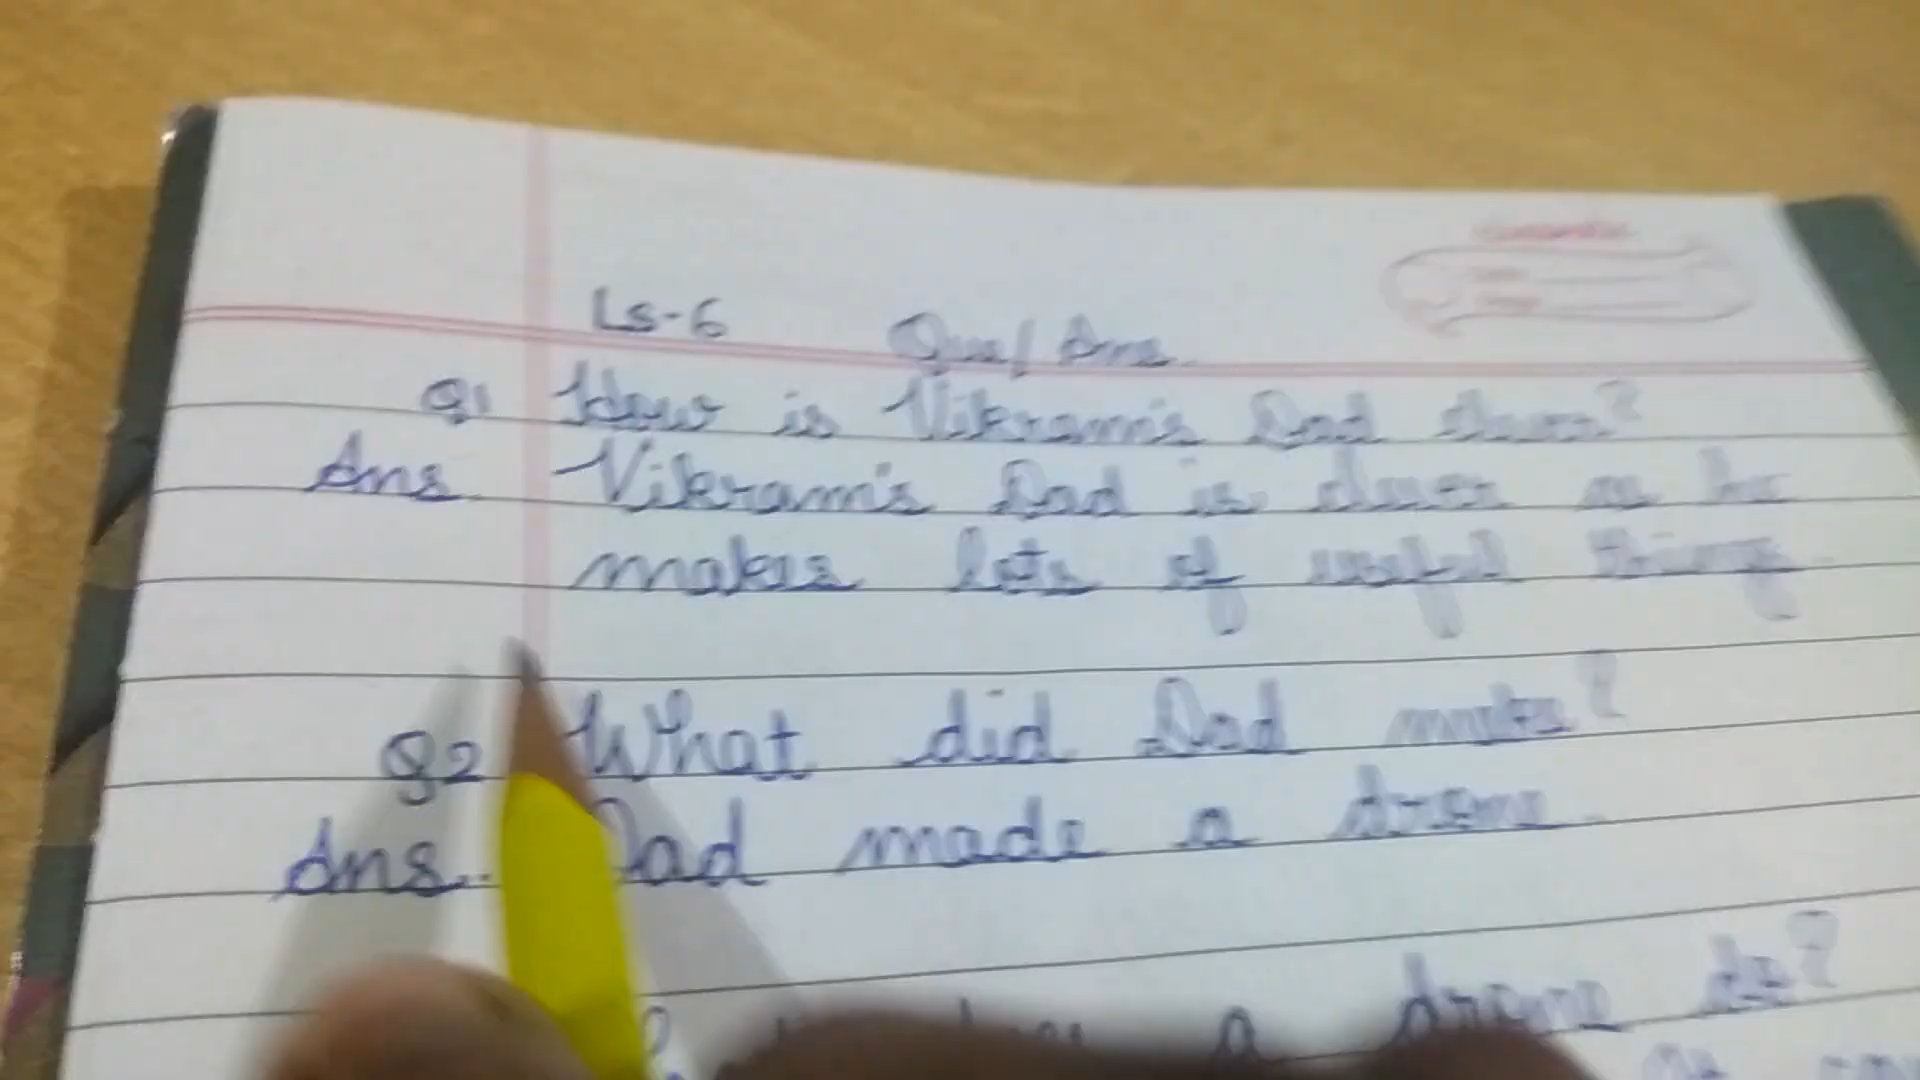 Ls-6 Que/Ans.
Q1 How is Vikram's Dad clever?
Ans. Vikram's Dad is clever as he
makes lots of useful things.
Q2 What did Dad make?
Ans. Dad made a drone.
a drone do?